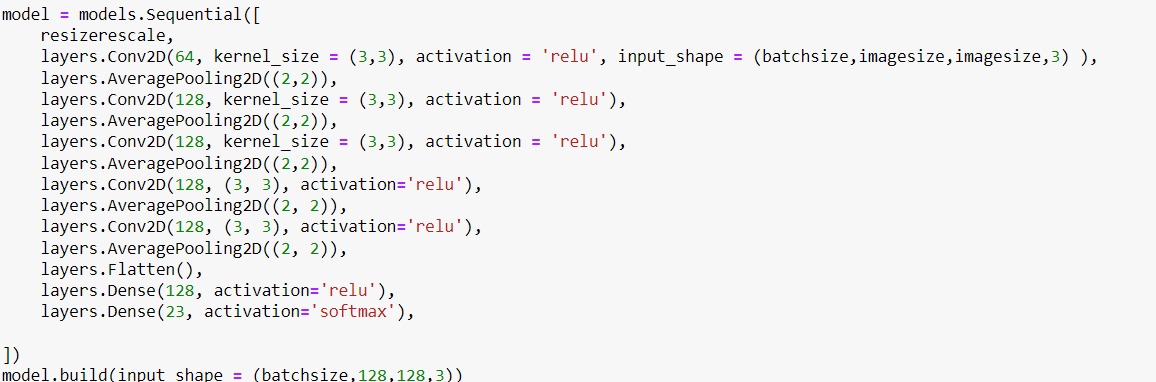 model = models.Sequential([
    resizerescale,
    layers.Conv2D(64, kernel_size = (3,3), activation = 'relu', input_shape = (batchsize,imagesize,imagesize,3) ),
    layers.AveragePooling2D((2,2)),
    layers.Conv2D(128, kernel_size = (3,3), activation = 'relu'),
    layers.AveragePooling2D((2,2)),
    layers.Conv2D(128, kernel_size = (3,3), activation = 'relu'),
    layers.AveragePooling2D((2,2)),
    layers.Conv2D(128, (3, 3), activation='relu'),
    layers.AveragePooling2D((2, 2)),
    layers.Conv2D(128, (3, 3), activation='relu'),
    layers.AveragePooling2D((2, 2)),
    layers.Flatten(),
    layers.Dense(128, activation='relu'),
    layers.Dense(23, activation='softmax'),
])
model.build(input_shape = (batchsize,128,128,3))